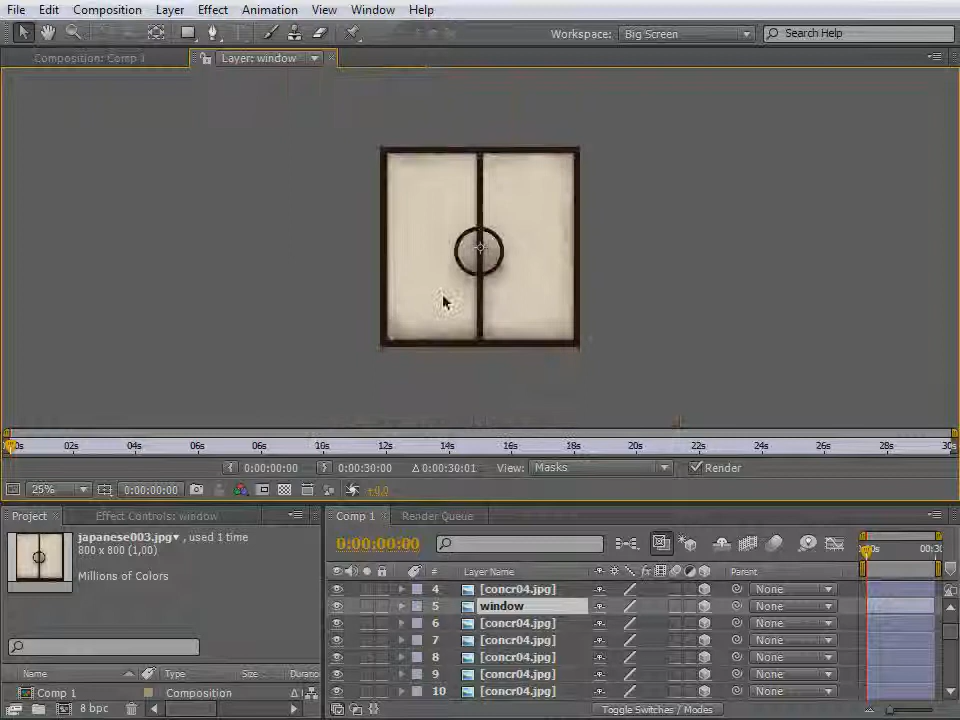 File Edit Composition Layer Effect Animation View Window Help
Workspace: Big Screen Search Help
Composition: Comp 1 Layer: window
02s 04s 06s 08s 10s 12s 14s 16s 18s 20s 22s 24s 26s 28s 30s
0:00:00:00 0:00:30:00 Δ 0:00:30:01 View: Masks Render
25% 0:00:00:00 +0,0
Project Effect Controls: window
Comp 1 Render Queue
japanese003.jpg , used 1 time
800 x 800 (1,00)
Millions of Colors
0:00:00:00
# Layer Name Parent
4 [concr04.jpg] None
5 window None
6 [concr04.jpg] None
7 [concr04.jpg] None
8 [concr04.jpg] None
9 [concr04.jpg] None
10 [concr04.jpg] None
Name Type
Comp 1 Composition
8 bpc
Toggle Switches / Modes